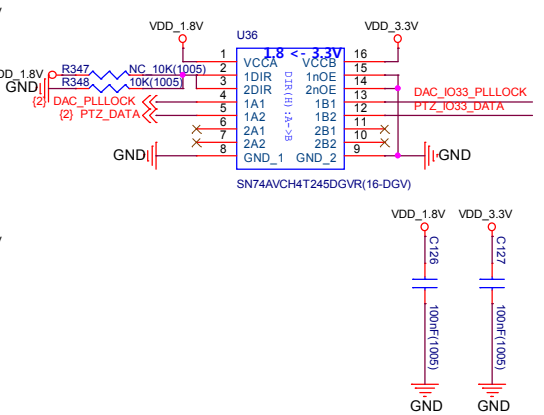 VDD_1.8V
VDD_3.3V
U36
1.8 <- 3.3V
R347
NC_10K(1005)
DD_1.8V
R348
10K(1005)
GND
{2}
DAC_PLLLOCK
{2}
PTZ_DATA
1
VCCA
VCCB
16
2
1DIR
1nOE
15
3
2DIR
2nOE
14
4
1A1
1B1
13
DAC_IO33_PLLLOCK
5
1A2
1B2
12
PTZ_IO33_DATA
6
2A1
2B1
11
7
2A2
2B2
10
8
GND_1
GND_2
9
DIR(H):A->B
GND
GND
SN74AVCH4T245DGVR(16-DGV)
VDD_1.8V
VDD_3.3V
C126
C127
100nF(1005)
100nF(1005)
GND
GND